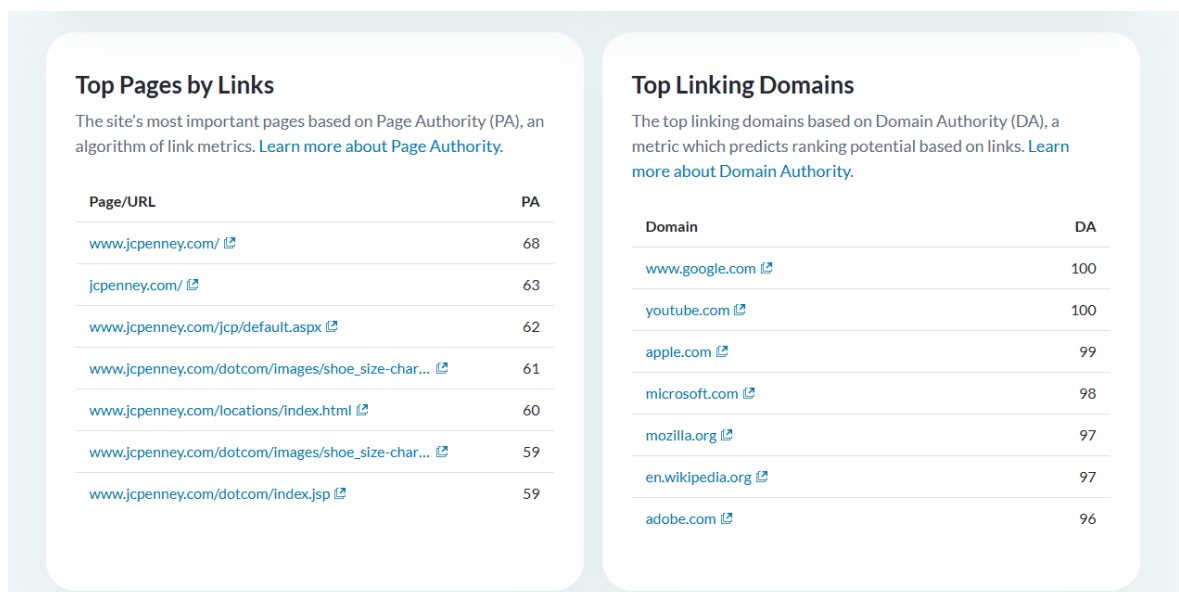 Top Pages by Links
The site's most important pages based on Page Authority (PA), an
algorithm of link metrics. Learn more about Page Authority.
Page/URL PA
www.jcpenney.com/ 68
jcpenney.com/ 63
www.jcpenney.com/jcp/default.aspx 62
www.jcpenney.com/dotcom/images/shoe_size-char... 61
www.jcpenney.com/locations/index.html 60
www.jcpenney.com/dotcom/images/shoe_size-char... 59
www.jcpenney.com/dotcom/index.jsp 59
Top Linking Domains
The top linking domains based on Domain Authority (DA), a
metric which predicts ranking potential based on links. Learn
more about Domain Authority.
Domain DA
www.google.com 100
youtube.com 100
apple.com 99
microsoft.com 98
mozilla.org 97
en.wikipedia.org 97
adobe.com 96